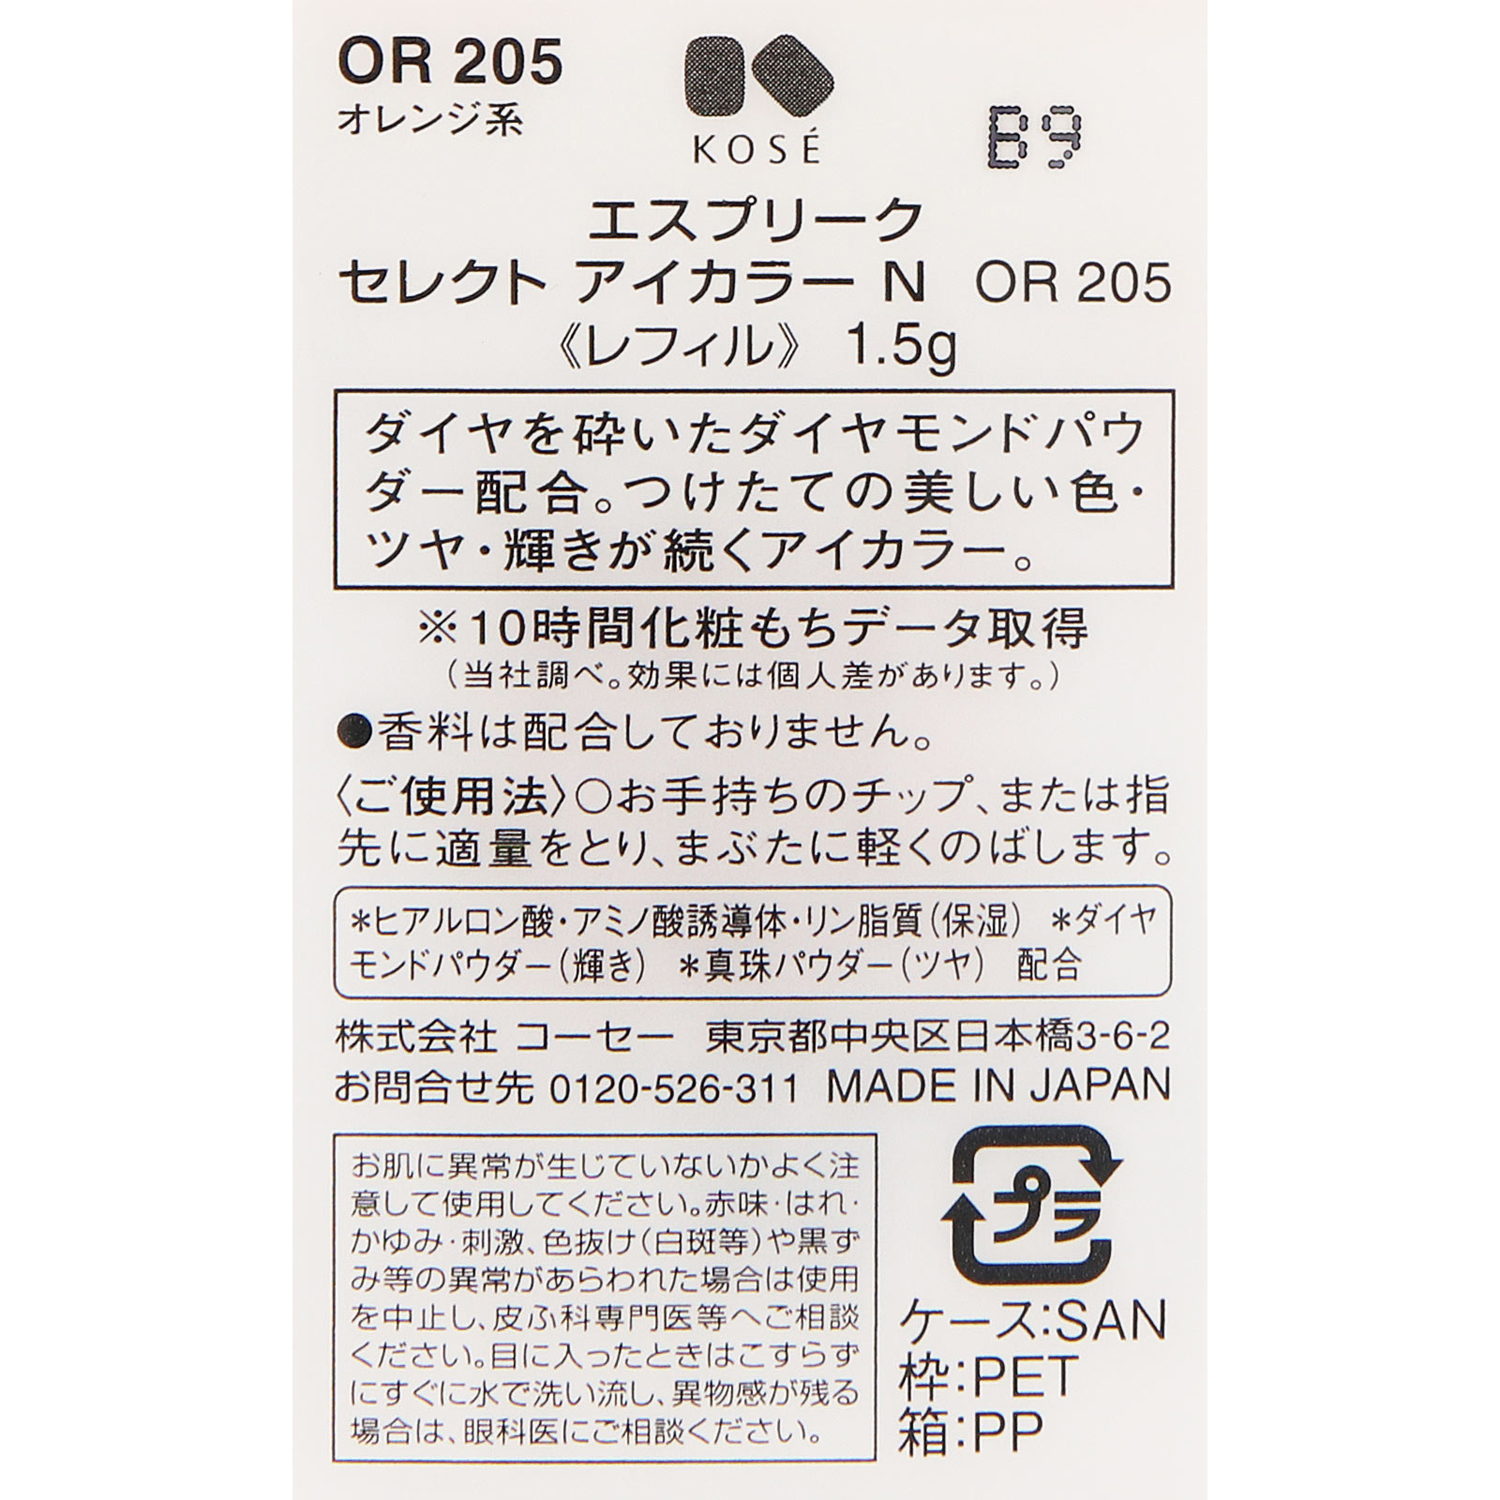 OR 205
オレンジ系
KOSÉ
B9
エスプリーク
セレクト アイカラー N OR 205
《レフィル》 1.5g
ダイヤを砕いたダイヤモンドパウ
ダー配合。つけたての美しい色・
ツヤ・輝きが続くアイカラー。
※10時間化粧もちデータ取得
(当社調べ。効果には個人差があります。)
●香料は配合しておりません。
〈ご使用法〉○お手持ちのチップ、または指
先に適量をとり、まぶたに軽くのばします。
*ヒアルロン酸・アミノ酸誘導体・リン脂質(保湿) *ダイヤ
モンドパウダー(輝き) *真珠パウダー(ツヤ) 配合
株式会社 コーセー 東京都中央区日本橋3-6-2
お問合せ先 0120-526-311 MADE IN JAPAN
お肌に異常が生じていないかよく注
意して使用してください。赤味・はれ・
かゆみ・刺激、色抜け(白斑等)や黒ず
み等の異常があらわれた場合は使用
を中止し、皮ふ科専門医等へご相談
ください。目に入ったときはこすらず
にすぐに水で洗い流し、異物感が残る
場合は、眼科医にご相談ください。
プラ
ケース:SAN
枠:PET
箱:PP